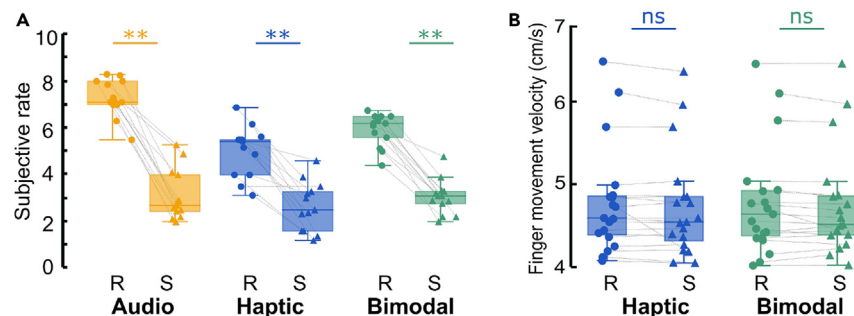 A
Subjective rate
10
8
6
4
2
0
** ** **
R S R S R S
Audio Haptic Bimodal
B
Finger movement velocity (cm/s)
7
6
5
4
ns ns
R S R S
Haptic Bimodal